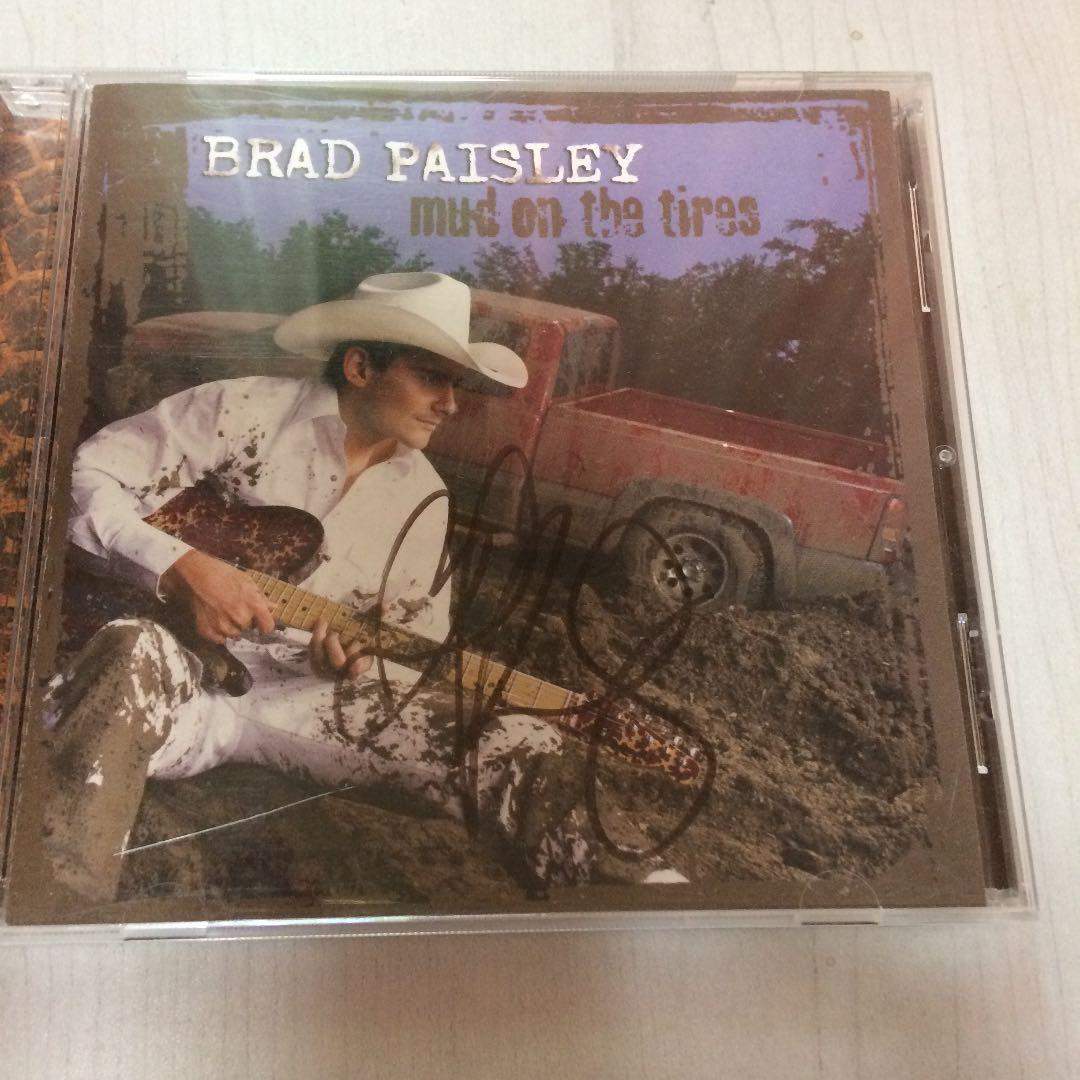 BRAD PAISLEY
mud on the tires